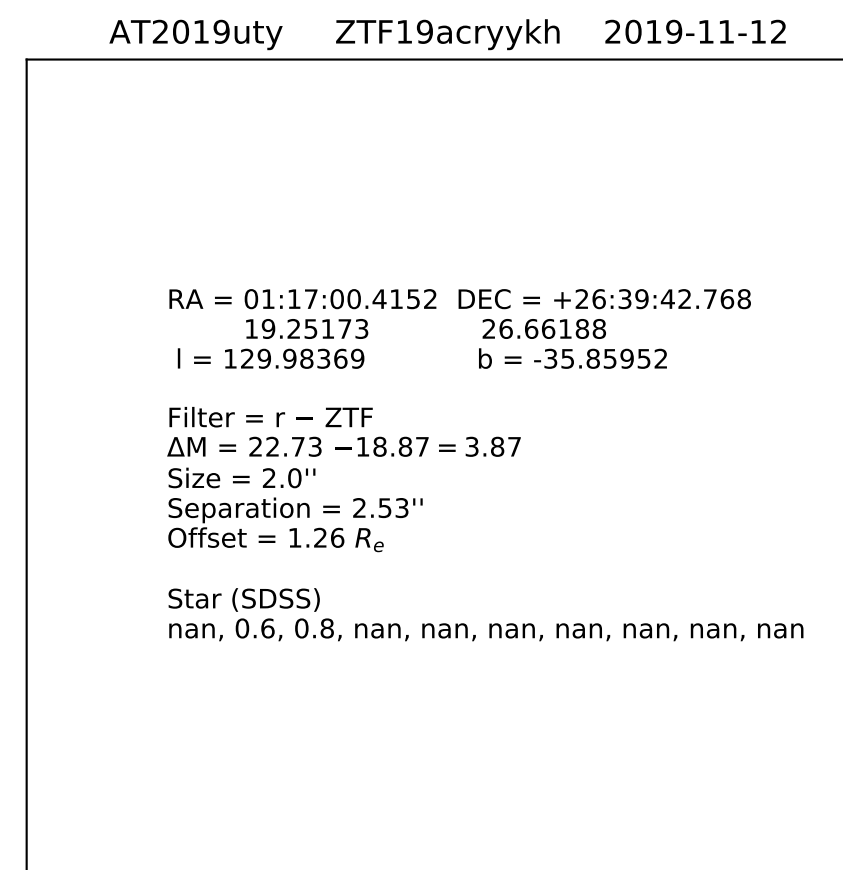 AT2019uty ZTF19acryykh 2019-11-12
RA = 01:17:00.4152 DEC = +26:39:42.768
19.25173 26.66188
l = 129.98369 b = -35.85952
Filter = r − ZTF
ΔM = 22.73 −18.87 = 3.87
Size = 2.0''
Separation = 2.53''
Offset = 1.26 Rₑ
Star (SDSS)
nan, 0.6, 0.8, nan, nan, nan, nan, nan, nan, nan